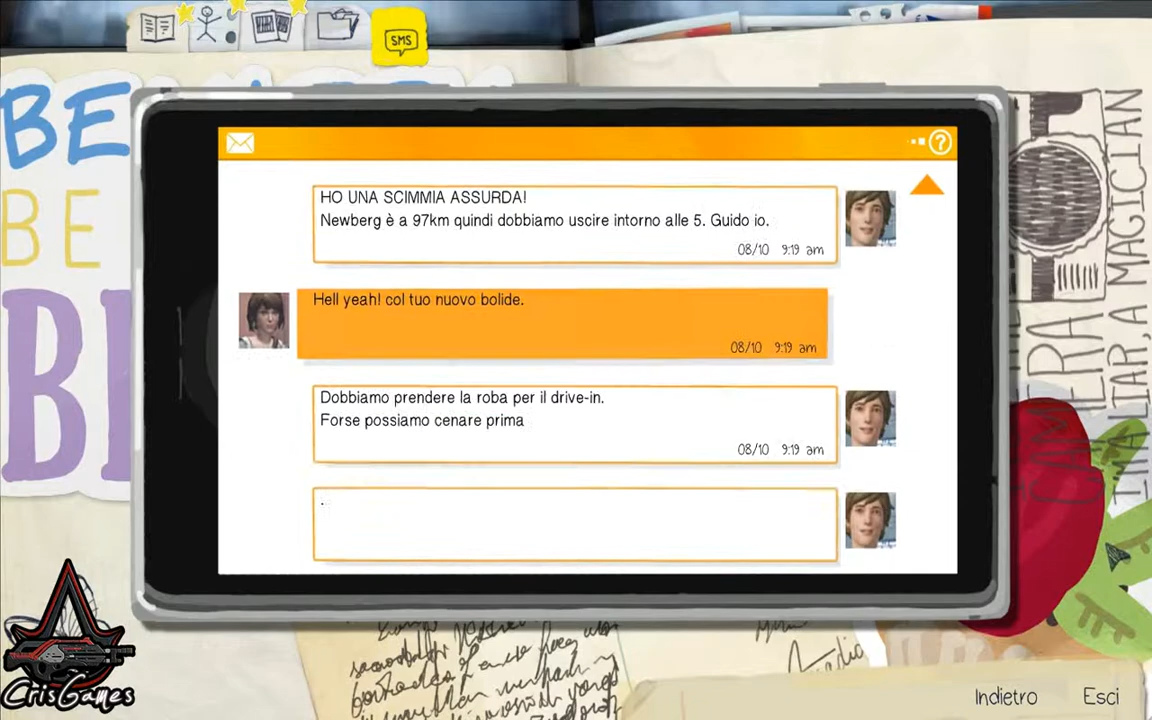 SMS
?
HO UNA SCIMMIA ASSURDA!
Newberg è a 97km quindi dobbiamo uscire intorno alle 5. Guido io.
08/10 9:19 am
Hell yeah! col tuo nuovo bolide.
08/10 9:19 am
Dobbiamo prendere la roba per il drive-in.
Forse possiamo cenare prima
08/10 9:19 am
.
BE
BE
CAMERA
A MAGICIAN
CrisGames
Indietro
Esci